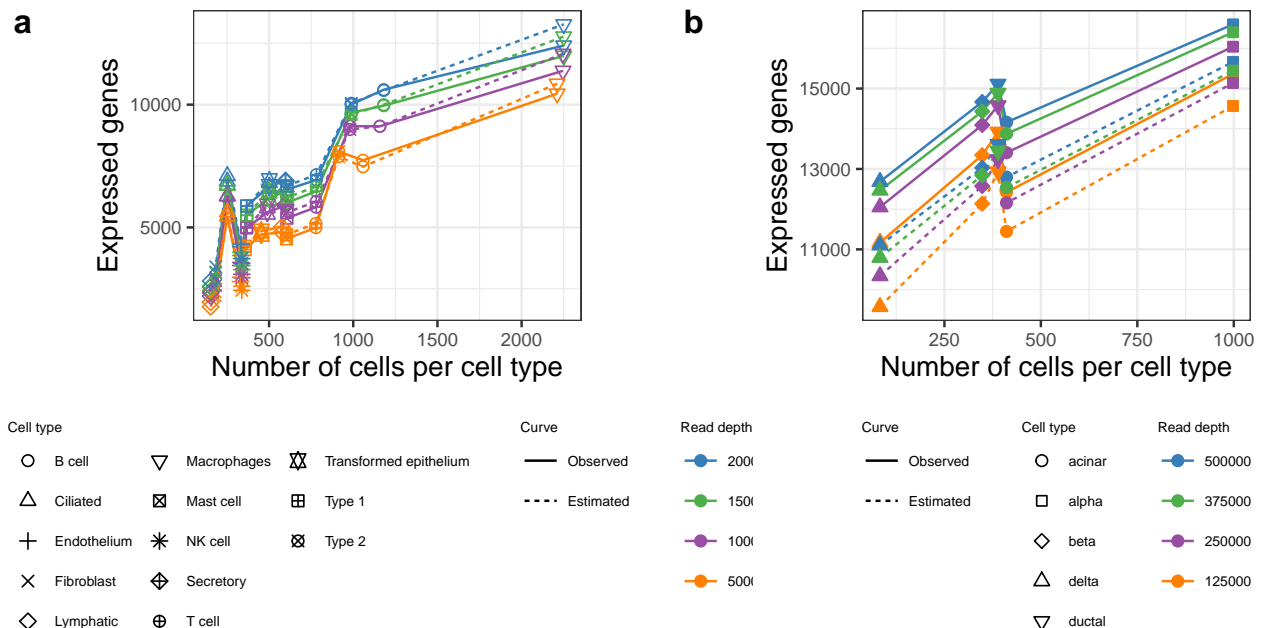 a
Expressed genes
10000
5000
500
1000
1500
2000
Number of cells per cell type
b
Expressed genes
15000
13000
11000
250
500
750
1000
Number of cells per cell type
Cell type
B cell
Ciliated
Endothelium
Fibroblast
Lymphatic
Macrophages
Mast cell
NK cell
Secretory
T cell
Transformed epithelium
Type 1
Type 2
Curve
Observed
Estimated
Read depth
Curve
Observed
Estimated
Cell type
acinar
alpha
beta
delta
ductal
Read depth
500000
375000
250000
125000